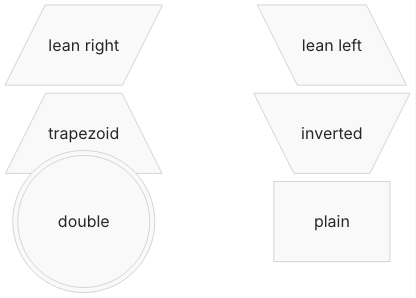 lean right
lean left
trapezoid
inverted
double
plain